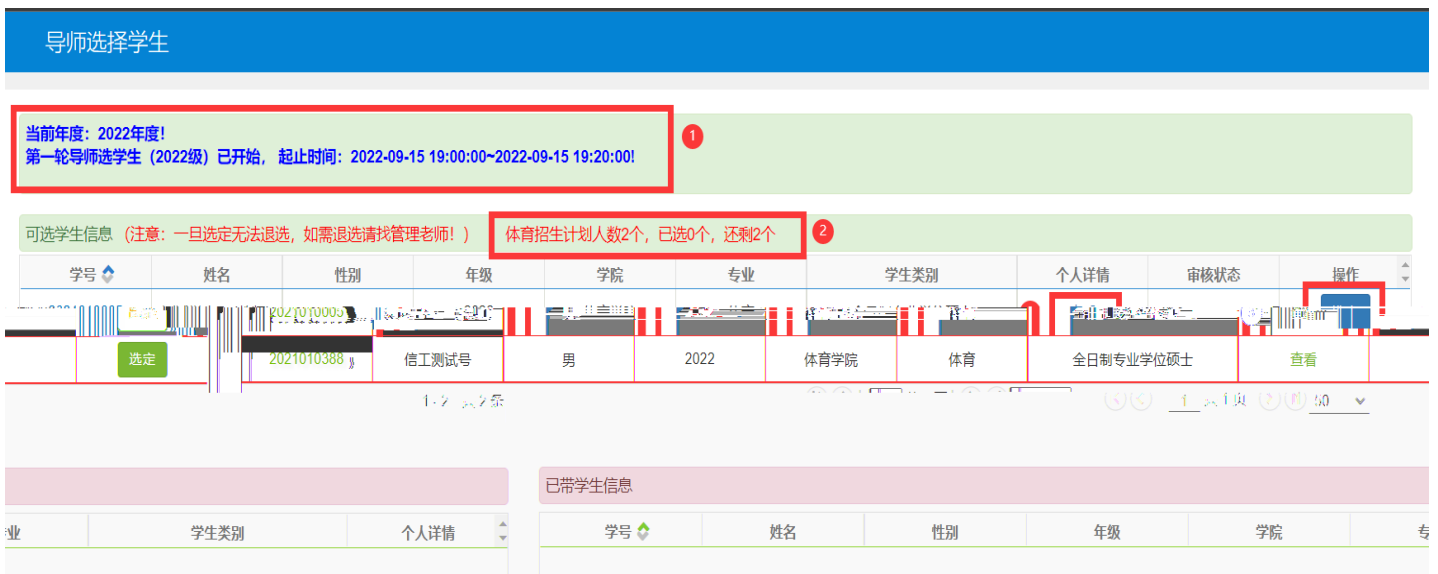 导师选择学生
当前年度：2022年度！
第一轮导师选学生（2022级）已开始， 起止时间：2022-09-15 19:00:00~2022-09-15 19:20:00!
1
可选学生信息 （注意：一旦选定无法退选，如需退选请找管理老师！） 体育招生计划人数2个，已选0个，还剩2个
2
学号 姓名 性别 年级 学院 专业 学生类别 个人详情 审核状态 操作
2021010005
选定 2021010388 信工测试号 男 2022 体育学院 体育 全日制专业学位硕士 查看
已带学生信息
学生类别 个人详情 学号 姓名 性别 年级 学院